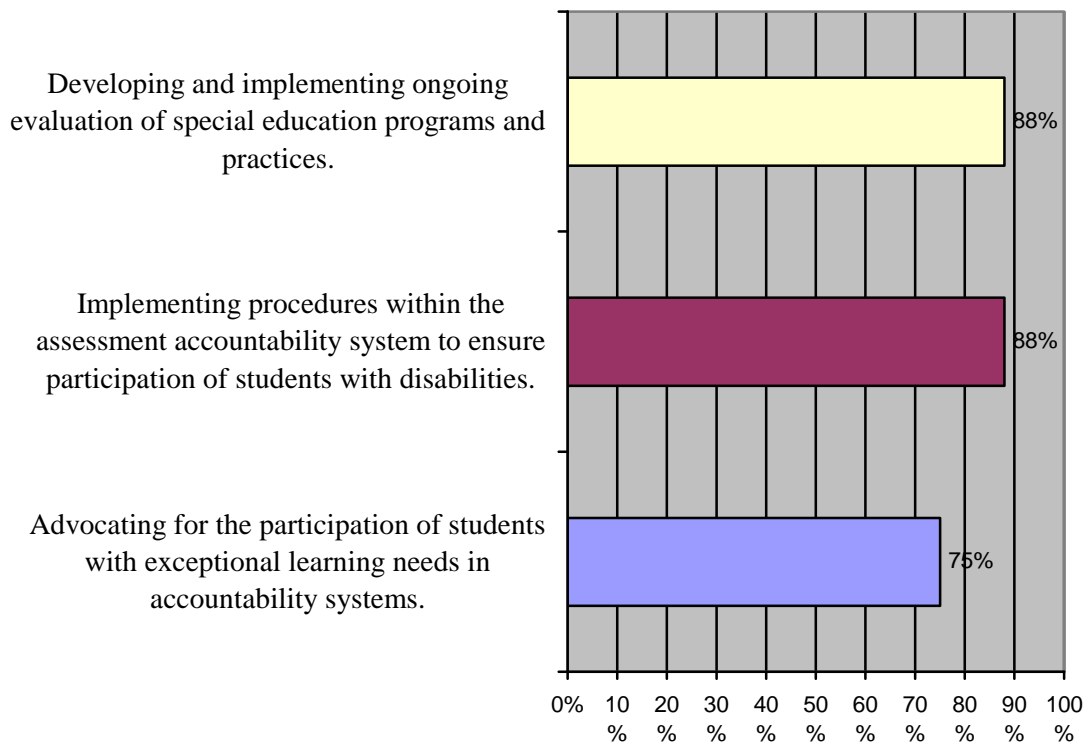 Developing and implementing ongoing
evaluation of special education programs and
practices.
88%
Implementing procedures within the
assessment accountability system to ensure
participation of students with disabilities.
88%
Advocating for the participation of students
with exceptional learning needs in
accountability systems.
75%
0% 10 20 30 40 50 60 70 80 90 100
% % % % % % % % % %